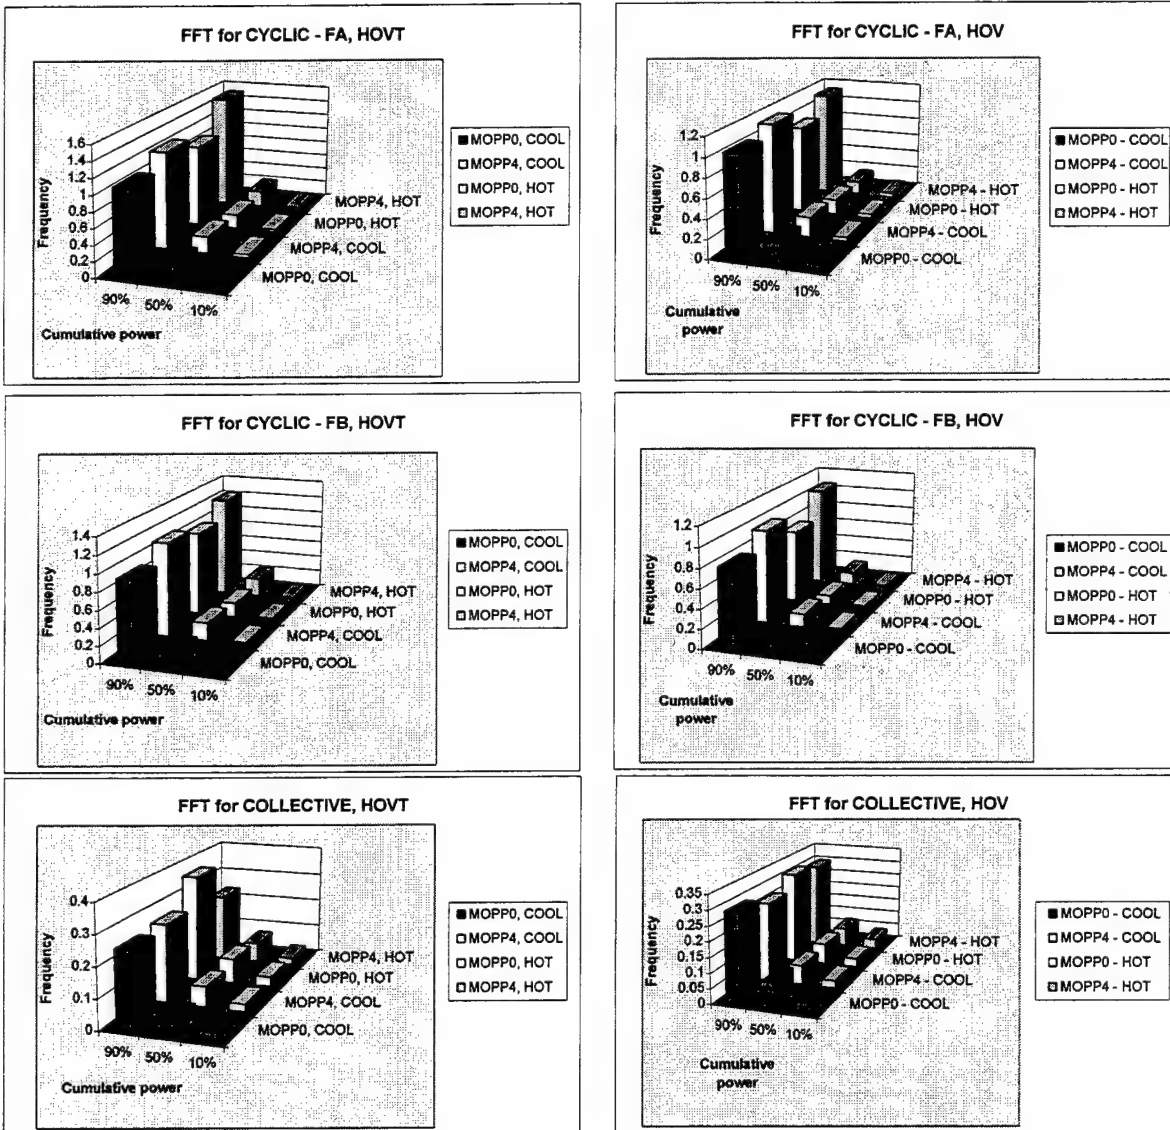 FFT for CYCLIC - FA, HOVT
1.6
1.4
1.2
1
0.8
0.6
0.4
0.2
0
Frequency
90%
50%
10%
Cumulative power
MOPP4, HOT
MOPP0, HOT
MOPP4, COOL
MOPP0, COOL
MOPP0, COOL
MOPP4, COOL
MOPP0, HOT
MOPP4, HOT
FFT for CYCLIC - FA, HOV
1.2
1
0.8
0.6
0.4
0.2
0
Frequency
90%
50%
10%
Cumulative
power
MOPP4 - HOT
MOPP0 - HOT
MOPP4 - COOL
MOPP0 - COOL
MOPP0 - COOL
MOPP4 - COOL
MOPP0 - HOT
MOPP4 - HOT
FFT for CYCLIC - FB, HOVT
1.4
1.2
1
0.8
0.6
0.4
0.2
0
Frequency
90%
50%
10%
Cumulative power
MOPP4, HOT
MOPP0, HOT
MOPP4, COOL
MOPP0, COOL
MOPP0, COOL
MOPP4, COOL
MOPP0, HOT
MOPP4, HOT
FFT for CYCLIC - FB, HOV
1.2
1
0.8
0.6
0.4
0.2
0
Frequency
90%
50%
10%
Cumulative
power
MOPP4 - HOT
MOPP0 - HOT
MOPP4 - COOL
MOPP0 - COOL
MOPP0 - COOL
MOPP4 - COOL
MOPP0 - HOT
MOPP4 - HOT
FFT for COLLECTIVE, HOVT
0.4
0.3
0.2
0.1
0
Frequency
90%
50%
10%
Cumulative power
MOPP4, HOT
MOPP0, HOT
MOPP4, COOL
MOPP0, COOL
MOPP0, COOL
MOPP4, COOL
MOPP0, HOT
MOPP4, HOT
FFT for COLLECTIVE, HOV
0.35
0.3
0.25
0.2
0.15
0.1
0.05
0
Frequency
90%
50%
10%
Cumulative
power
MOPP4 - HOT
MOPP0 - HOT
MOPP4 - COOL
MOPP0 - COOL
MOPP0 - COOL
MOPP4 - COOL
MOPP0 - HOT
MOPP4 - HOT